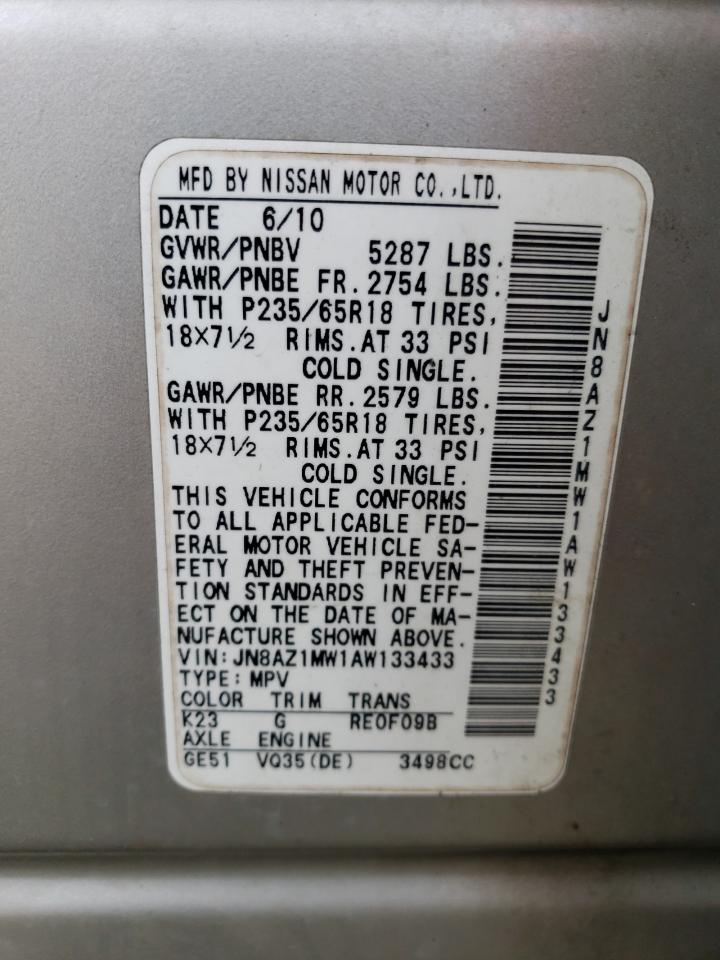 MFD BY NISSAN MOTOR CO.,LTD.
DATE 6/10
GVWR/PNBV 5287 LBS.
GAWR/PNBE FR.2754 LBS.
WITH P235/65R18 TIRES,
18X7½ RIMS.AT 33 PSI
COLD SINGLE.
GAWR/PNBE RR.2579 LBS.
WITH P235/65R18 TIRES,
18X7½ RIMS.AT 33 PSI
COLD SINGLE.
THIS VEHICLE CONFORMS
TO ALL APPLICABLE FED-
ERAL MOTOR VEHICLE SA-
FETY AND THEFT PREVEN-
TION STANDARDS IN EFF-
ECT ON THE DATE OF MA-
NUFACTURE SHOWN ABOVE.
VIN:JN8AZ1MW1AW133433
TYPE:MPV
COLOR TRIM TRANS
K23 G RE0F09B
AXLE ENGINE
GE51 VQ35(DE) 3498CC
JN8AZ1MW1AW133433